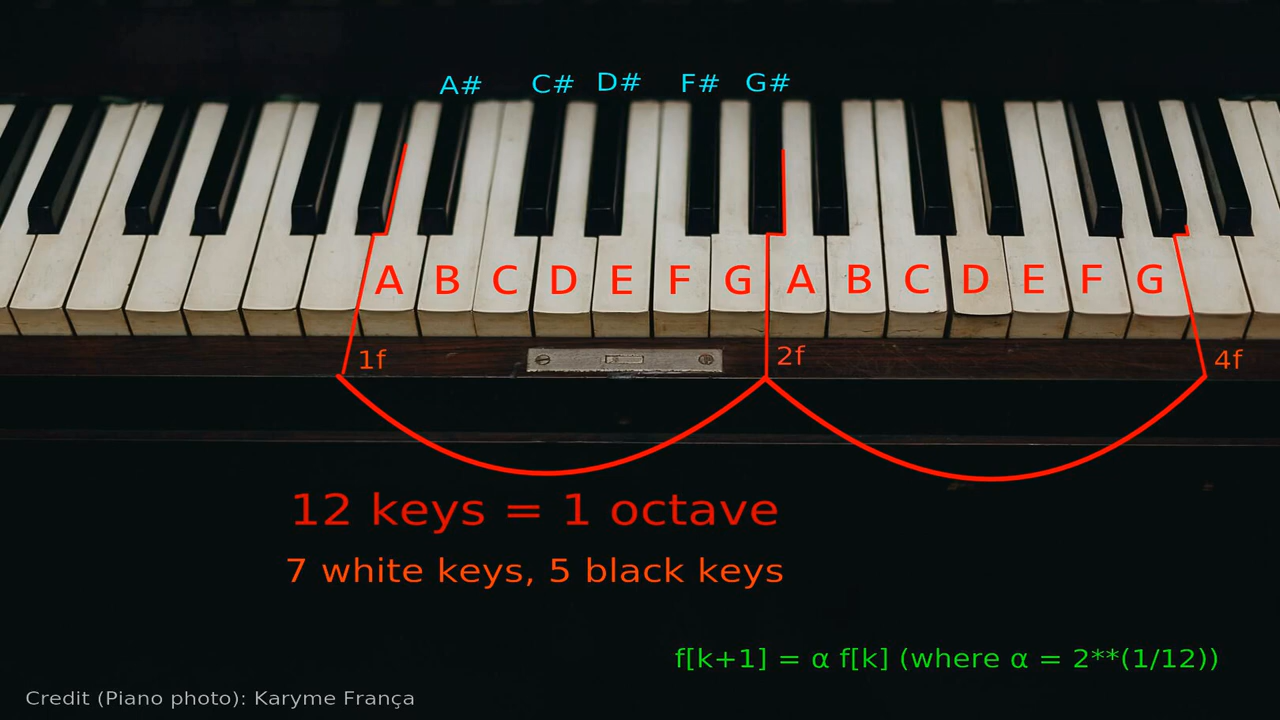 A# C# D# F# G#
A B C D E F G A B C D E F G
1f 2f 4f
12 keys = 1 octave
7 white keys, 5 black keys
f[k+1] = α f[k] (where α = 2**(1/12))
Credit (Piano photo): Karyme França